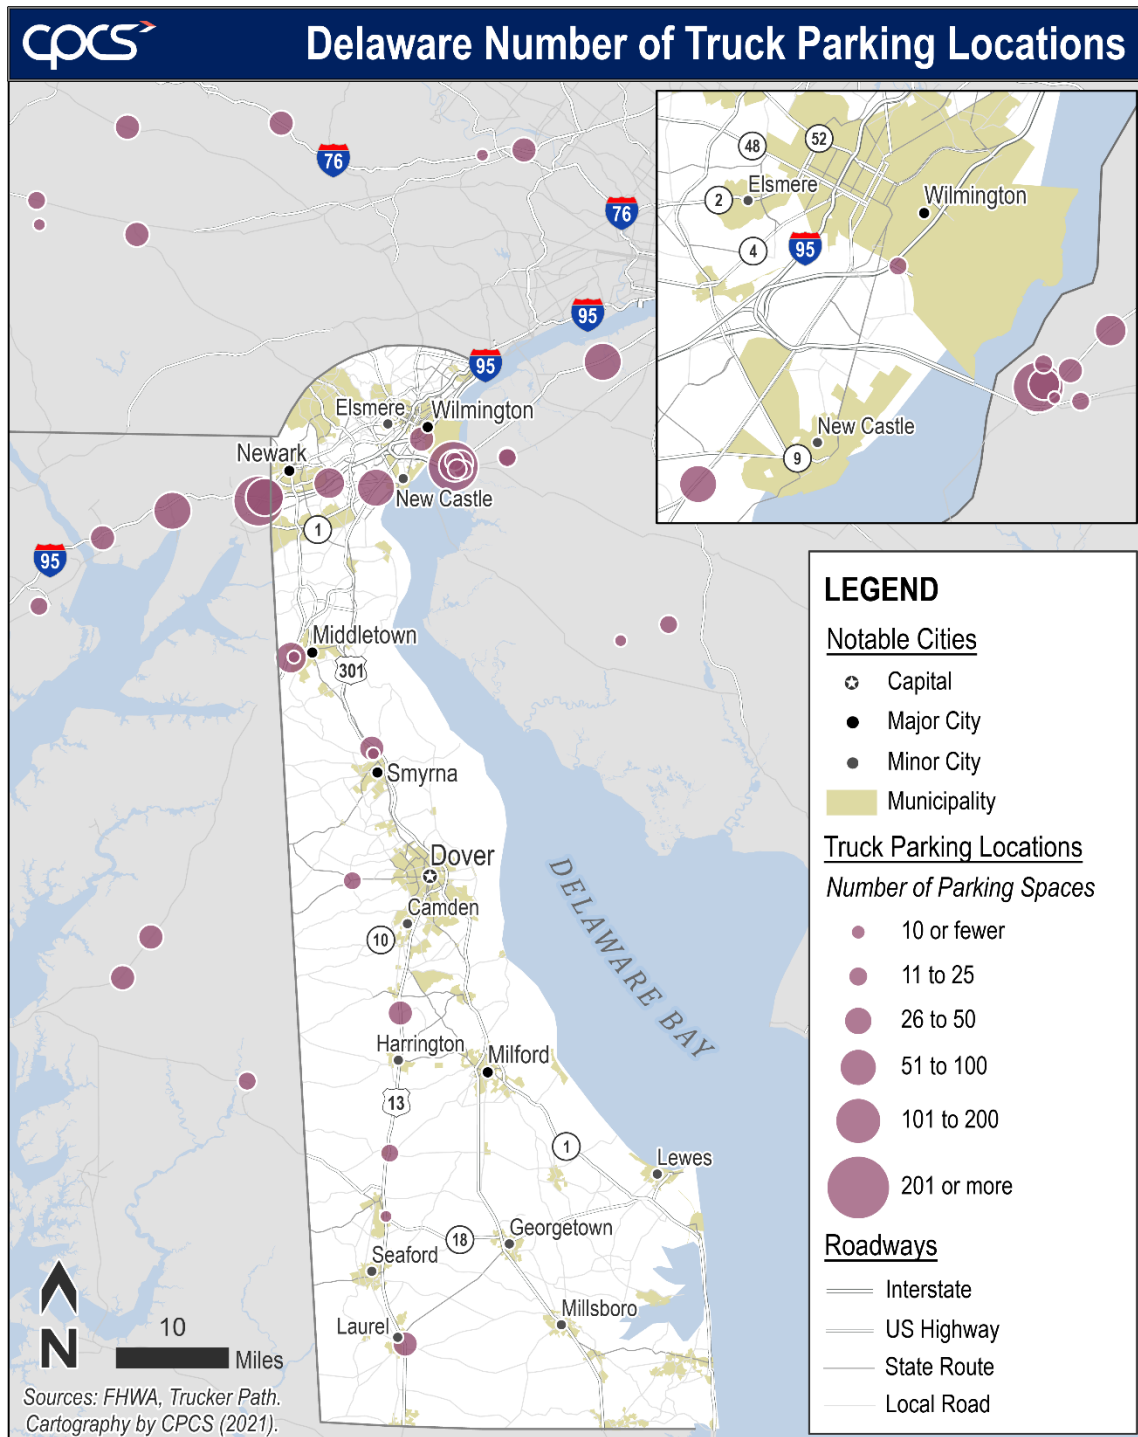 cpcs
Delaware Number of Truck Parking Locations
76
76
95
95
Elsmere
Wilmington
Newark
New Castle
1
95
Middletown
301
Smyrna
Dover
Camden
10
DELAWARE BAY
Harrington
Milford
13
1
Lewes
18
Georgetown
Seaford
Millsboro
Laurel
48
52
2
Elsmere
Wilmington
4
95
New Castle
9
LEGEND
Notable Cities
Capital
Major City
Minor City
Municipality
Truck Parking Locations
Number of Parking Spaces
10 or fewer
11 to 25
26 to 50
51 to 100
101 to 200
201 or more
Roadways
Interstate
US Highway
State Route
Local Road
N
10
Miles
Sources: FHWA, Trucker Path.
Cartography by CPCS (2021).